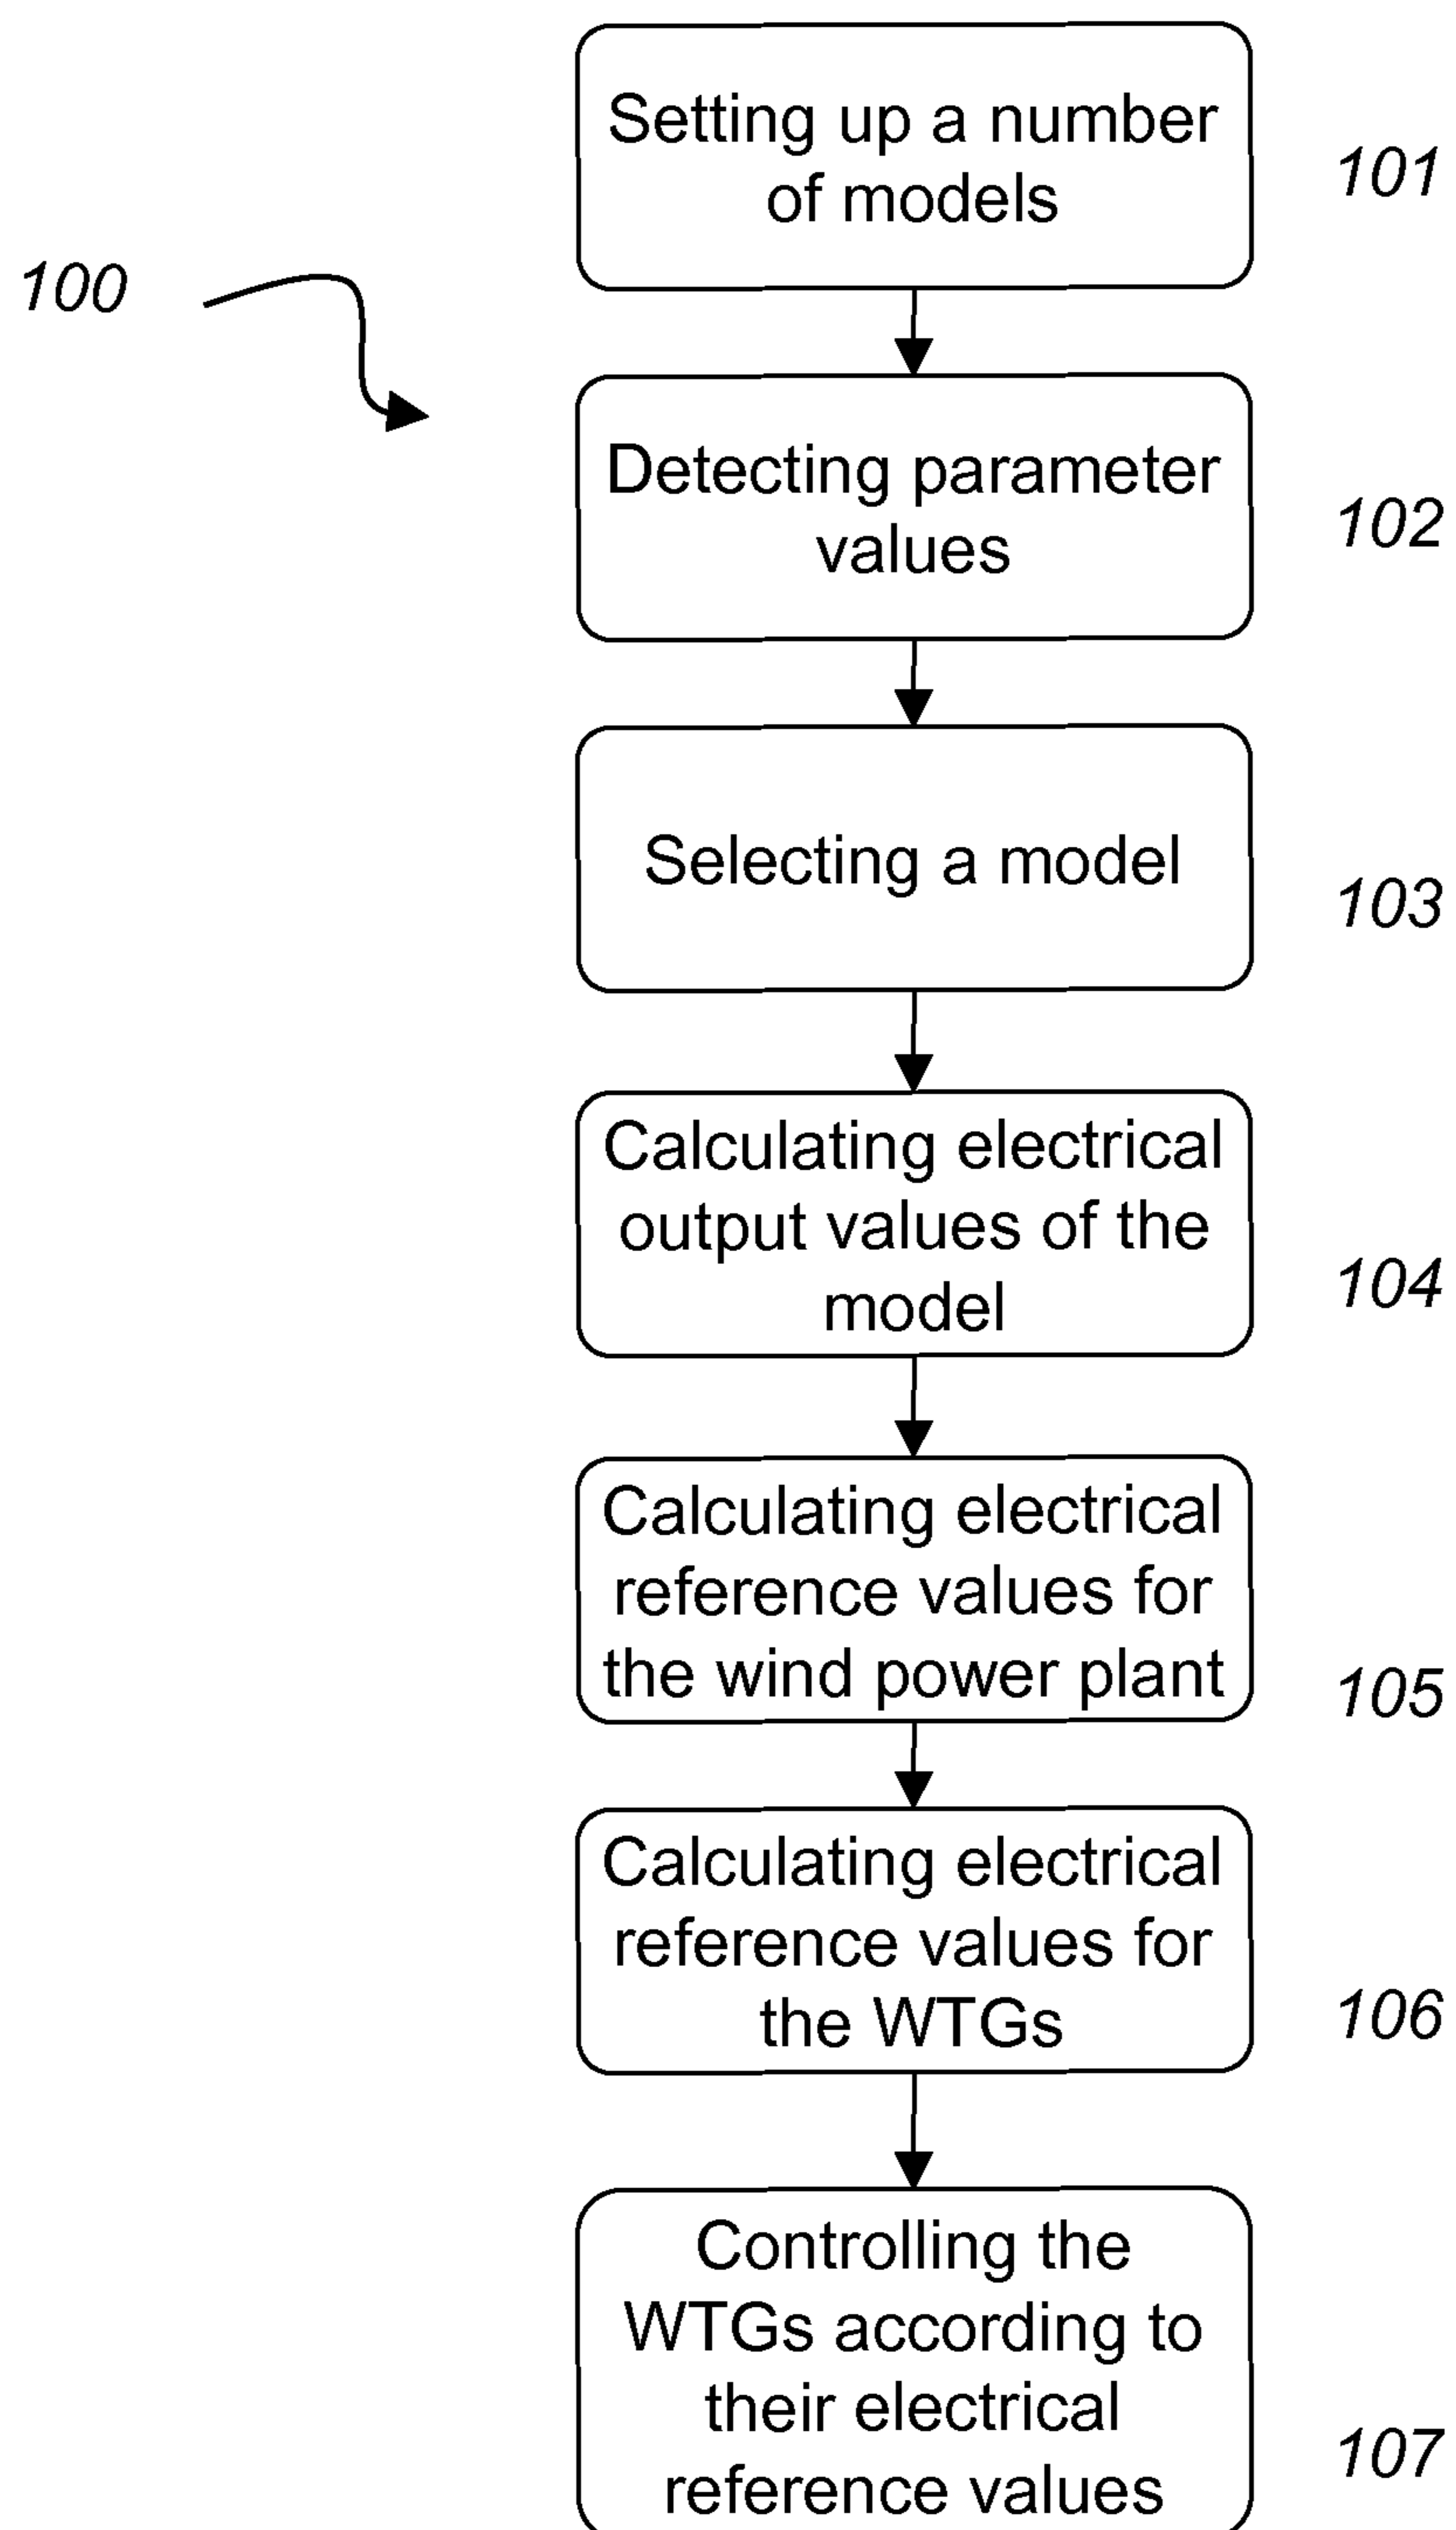 Setting up a number
of models
101
100
Detecting parameter
values
102
Selecting a model
103
Calculating electrical
output values of the
model
104
Calculating electrical
reference values for
the wind power plant
105
Calculating electrical
reference values for
the WTGs
106
Controlling the
WTGs according to
their electrical
reference values
107